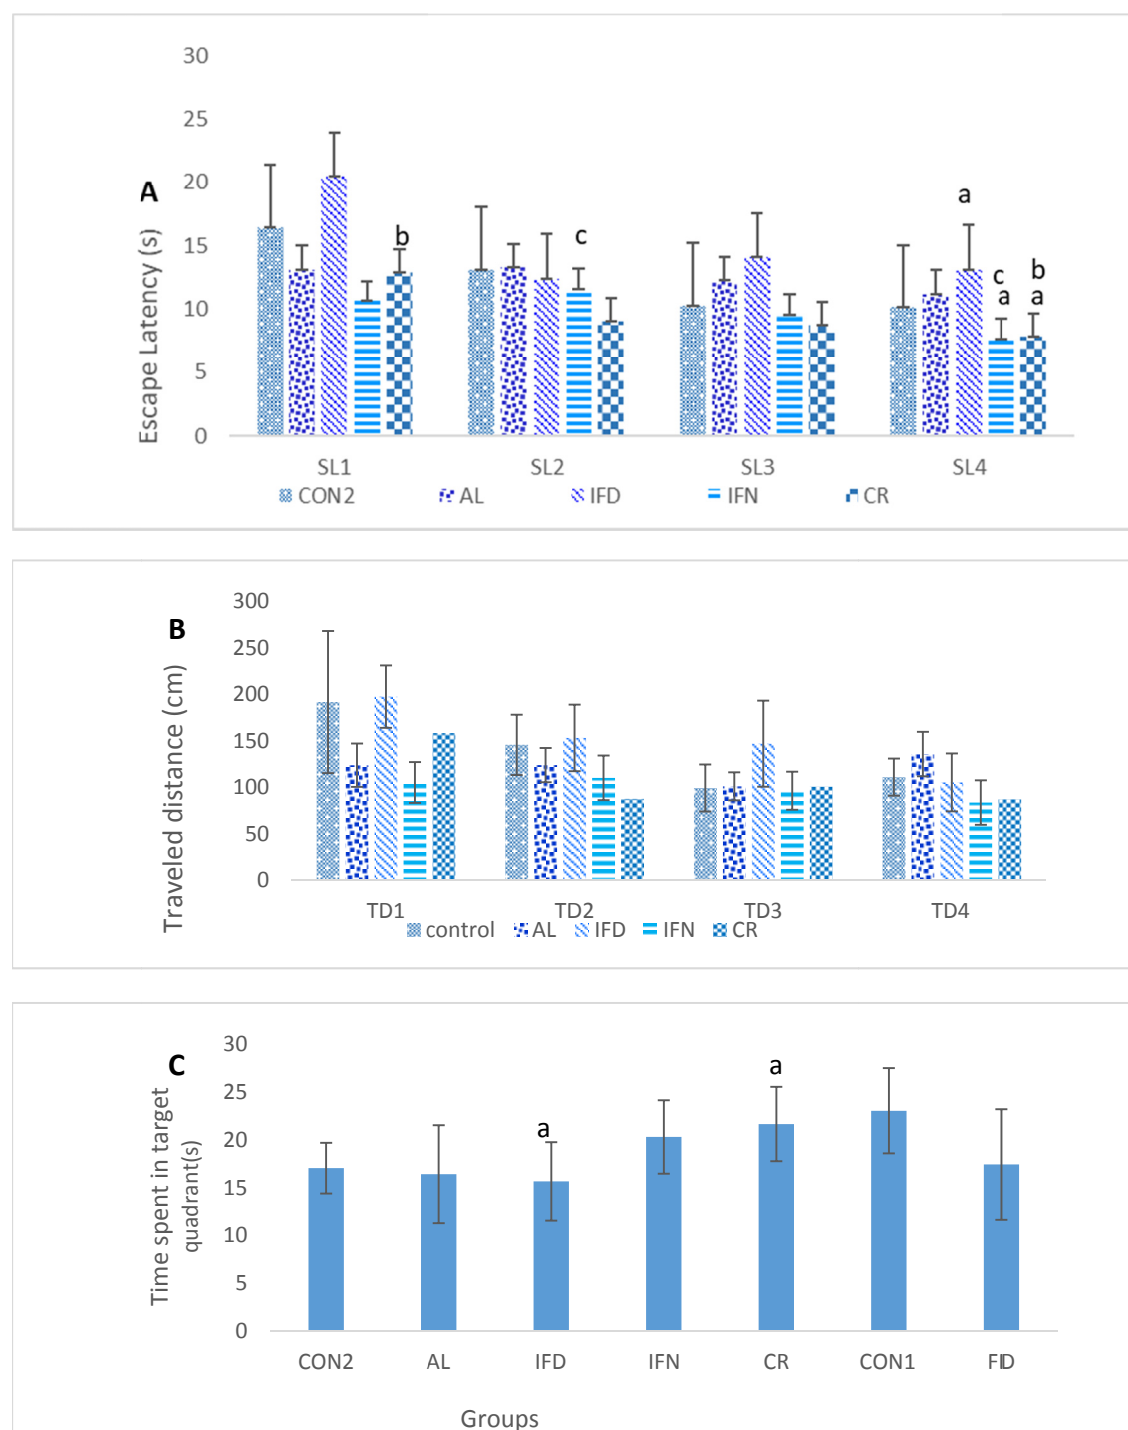 30
25
20
15
10
5
0
A
Escape Latency (s)
b
c
a
c
a
b
a
SL1 SL2 SL3 SL4
CON2 AL IFD IFN CR
300
250
200
150
100
50
0
B
Traveled distance (cm)
TD1 TD2 TD3 TD4
control AL IFD IFN CR
30
25
20
15
10
5
0
C
Time spent in target
quadrant(s)
a
a
CON2 AL IFD IFN CR CON1 FID
Groups